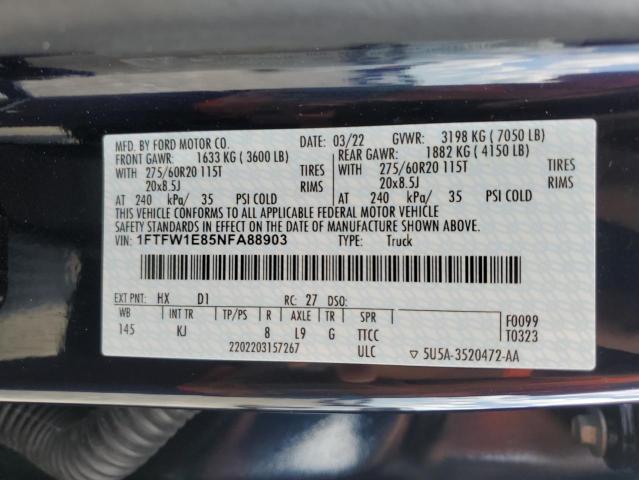 MFD. BY FORD MOTOR CO. DATE: 03/22 GVWR: 3198 KG ( 7050 LB)
FRONT GAWR: 1633 KG ( 3600 LB) REAR GAWR: 1882 KG ( 4150 LB)
WITH 275/60R20 115T TIRES WITH 275/60R20 115T TIRES
20x8.5J RIMS 20x8.5J RIMS
AT 240 kPa/ 35 PSI COLD AT 240 kPa/ 35 PSI COLD
THIS VEHICLE CONFORMS TO ALL APPLICABLE FEDERAL MOTOR VEHICLE
SAFETY STANDARDS IN EFFECT ON THE DATE OF MANUFACTURE SHOWN ABOVE.
VIN: 1FTFW1E85NFA88903 TYPE: Truck
EXT PNT: HX D1 RC: 27 DSO:
WB INT TR TP/PS R AXLE TR SPR F0099
145 KJ 8 L9 G TTCC T0323
2202203157267 ULC ▽ 5U5A-3520472-AA